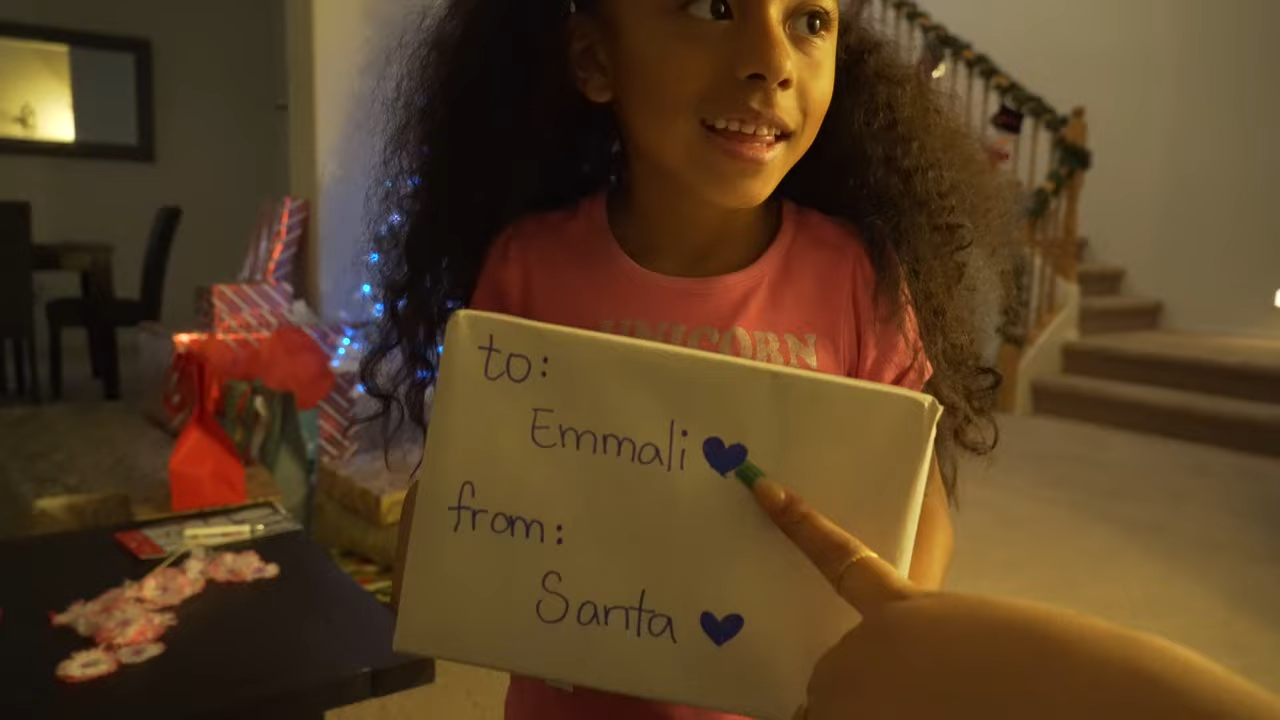 UNICORN
to:
Emmali 💙
from:
Santa 💙